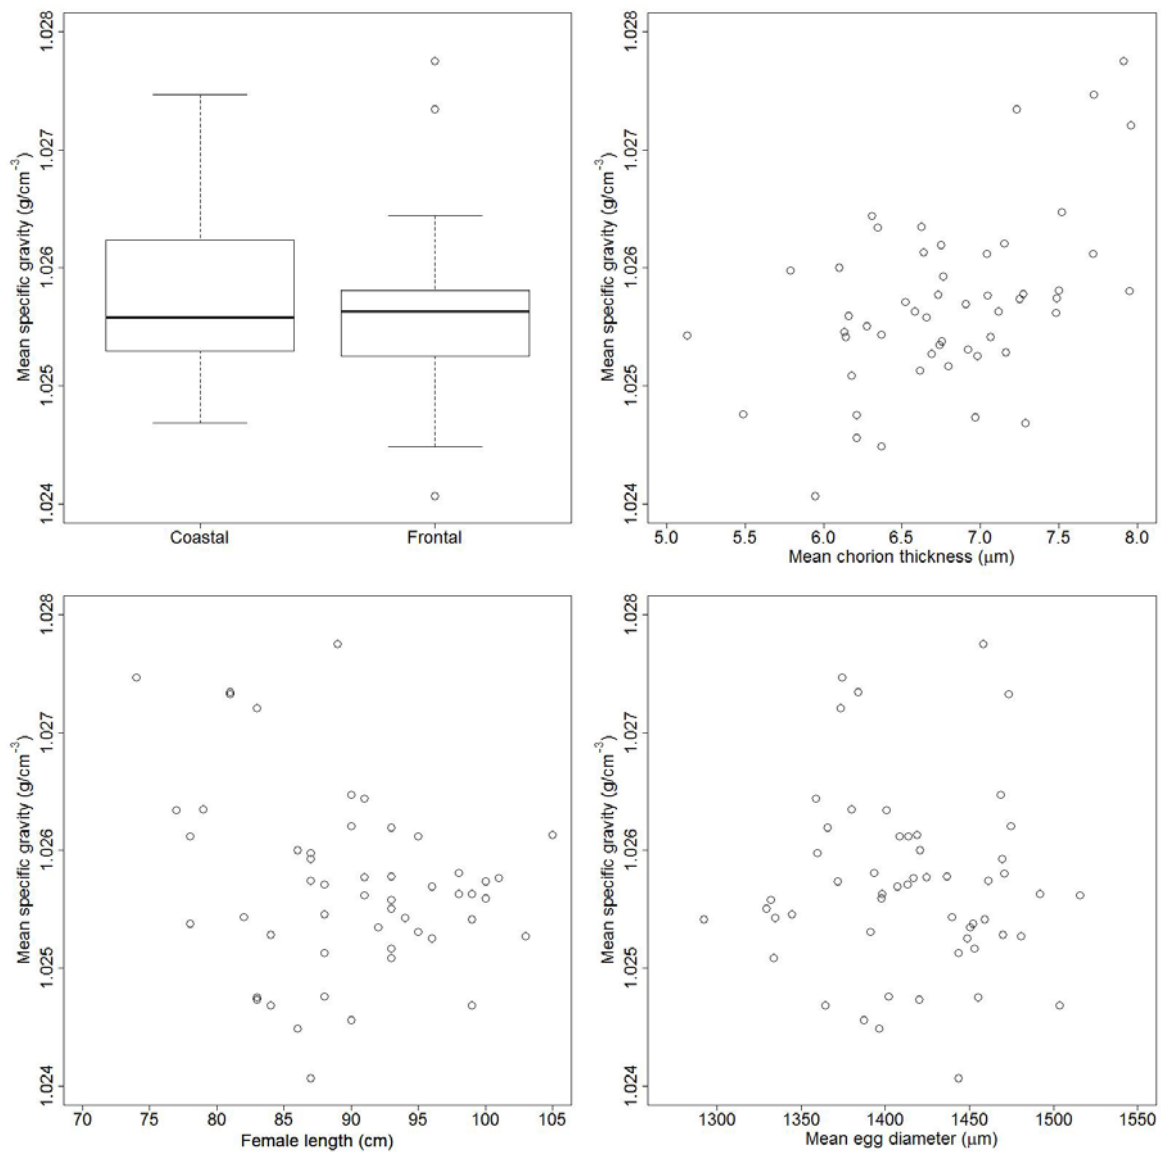 1.028
1.027
1.026
1.025
1.024
Mean specific gravity (g/cm⁻³)
Coastal Frontal
1.028
1.027
1.026
1.025
1.024
Mean specific gravity (g/cm⁻³)
5.0 5.5 6.0 6.5 7.0 7.5 8.0
Mean chorion thickness (μm)
1.028
1.027
1.026
1.025
1.024
Mean specific gravity (g/cm⁻³)
70 75 80 85 90 95 100 105
Female length (cm)
1.028
1.027
1.026
1.025
1.024
Mean specific gravity (g/cm⁻³)
1300 1350 1400 1450 1500 1550
Mean egg diameter (μm)